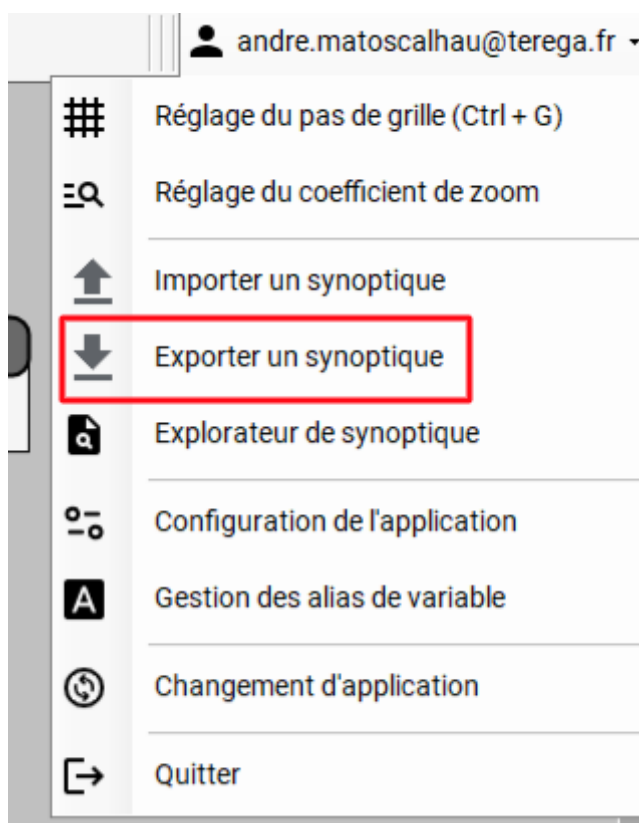 andre.matoscalhau@terega.fr
Réglage du pas de grille (Ctrl + G)
Réglage du coefficient de zoom
Importer un synoptique
Exporter un synoptique
Explorateur de synoptique
Configuration de l'application
A
Gestion des alias de variable
Changement d'application
Quitter